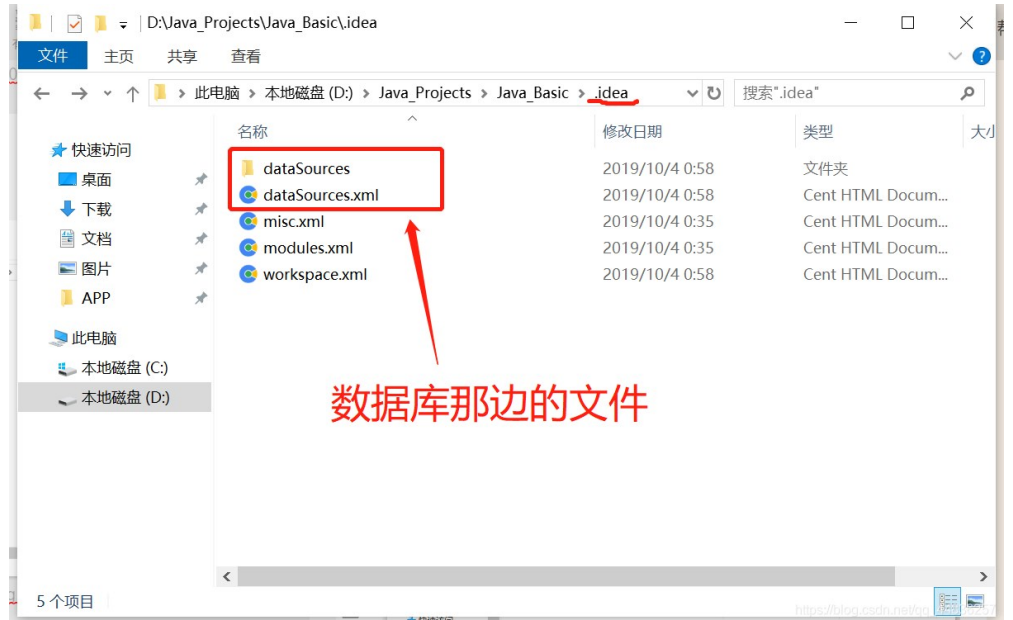 D:\Java_Projects\Java_Basic\.idea
文件 主页 共享 查看
此电脑 本地磁盘 (D:) Java_Projects Java_Basic .idea 搜索".idea"
名称 修改日期 类型 大小
快速访问
桌面
下载
文档
图片
APP
此电脑
本地磁盘 (C:)
本地磁盘 (D:)
dataSources 2019/10/4 0:58 文件夹
dataSources.xml 2019/10/4 0:58 Cent HTML Docum...
misc.xml 2019/10/4 0:35 Cent HTML Docum...
modules.xml 2019/10/4 0:35 Cent HTML Docum...
workspace.xml 2019/10/4 0:58 Cent HTML Docum...
数据库那边的文件
5 个项目